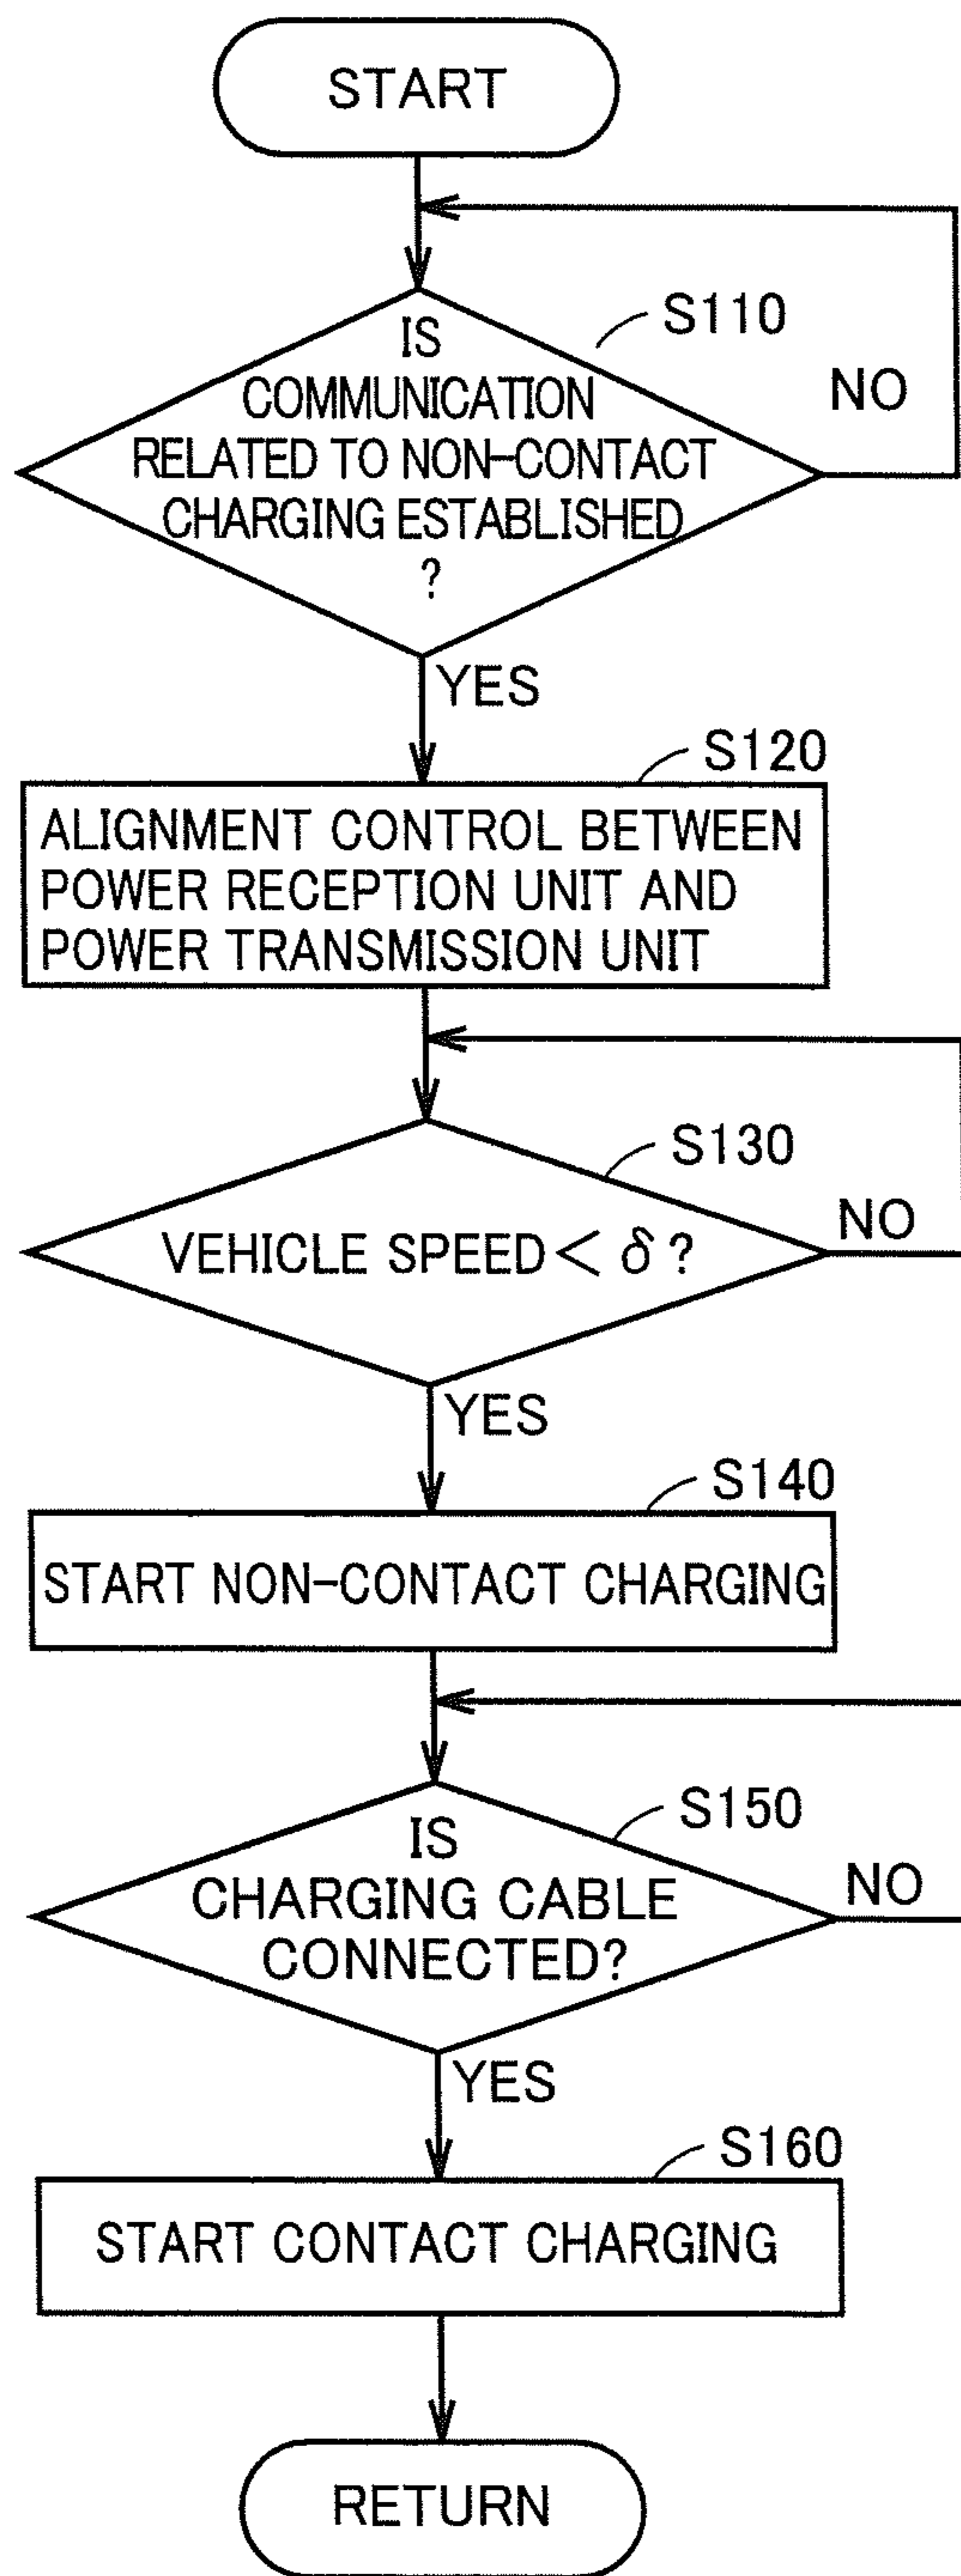 START
S110
IS
COMMUNICATION
RELATED TO NON-CONTACT
CHARGING ESTABLISHED
?
NO
YES
S120
ALIGNMENT CONTROL BETWEEN
POWER RECEPTION UNIT AND
POWER TRANSMISSION UNIT
S130
VEHICLE SPEED < δ ?
NO
YES
S140
START NON-CONTACT CHARGING
S150
IS
CHARGING CABLE
CONNECTED?
NO
YES
S160
START CONTACT CHARGING
RETURN